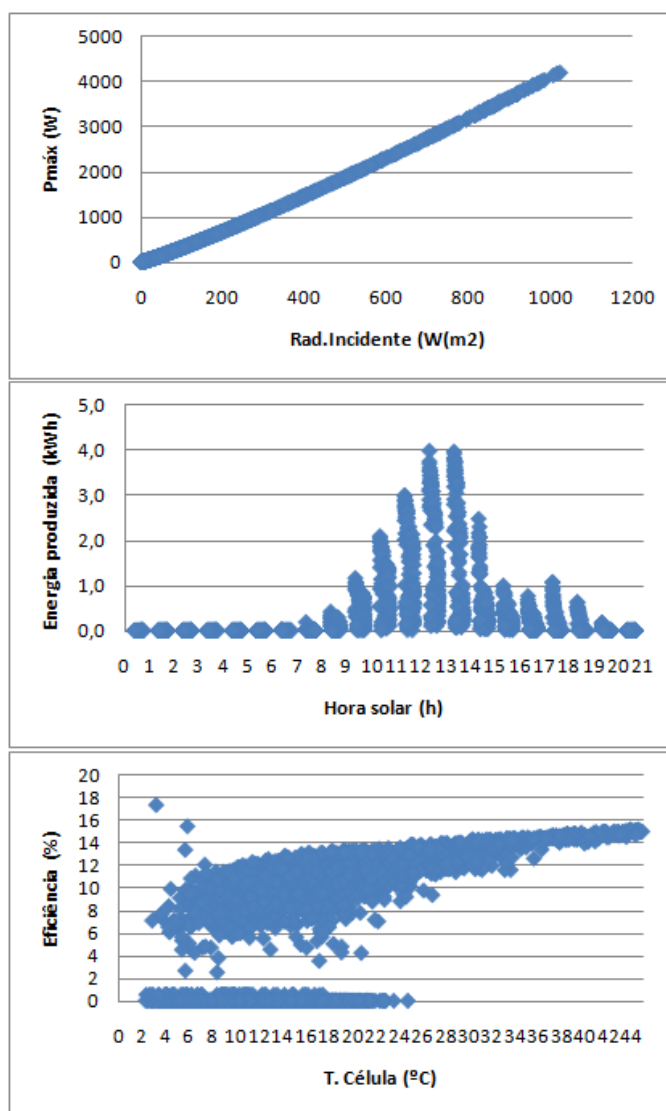 5000
4000
3000
2000
1000
0
Pmáx (W)
0 200 400 600 800 1000 1200
Rad.Incidente (W(m2)
5,0
4,0
3,0
2,0
1,0
0,0
Energia produzida (kWh)
0 1 2 3 4 5 6 7 8 9 10 11 12 13 14 15 16 17 18 19 20 21
Hora solar (h)
20
18
16
14
12
10
8
6
4
2
0
Eficiência (%)
0 2 4 6 8 10 12 14 16 18 20 22 24 26 28 30 32 34 36 38 40 42 44
T. Célula (ºC)